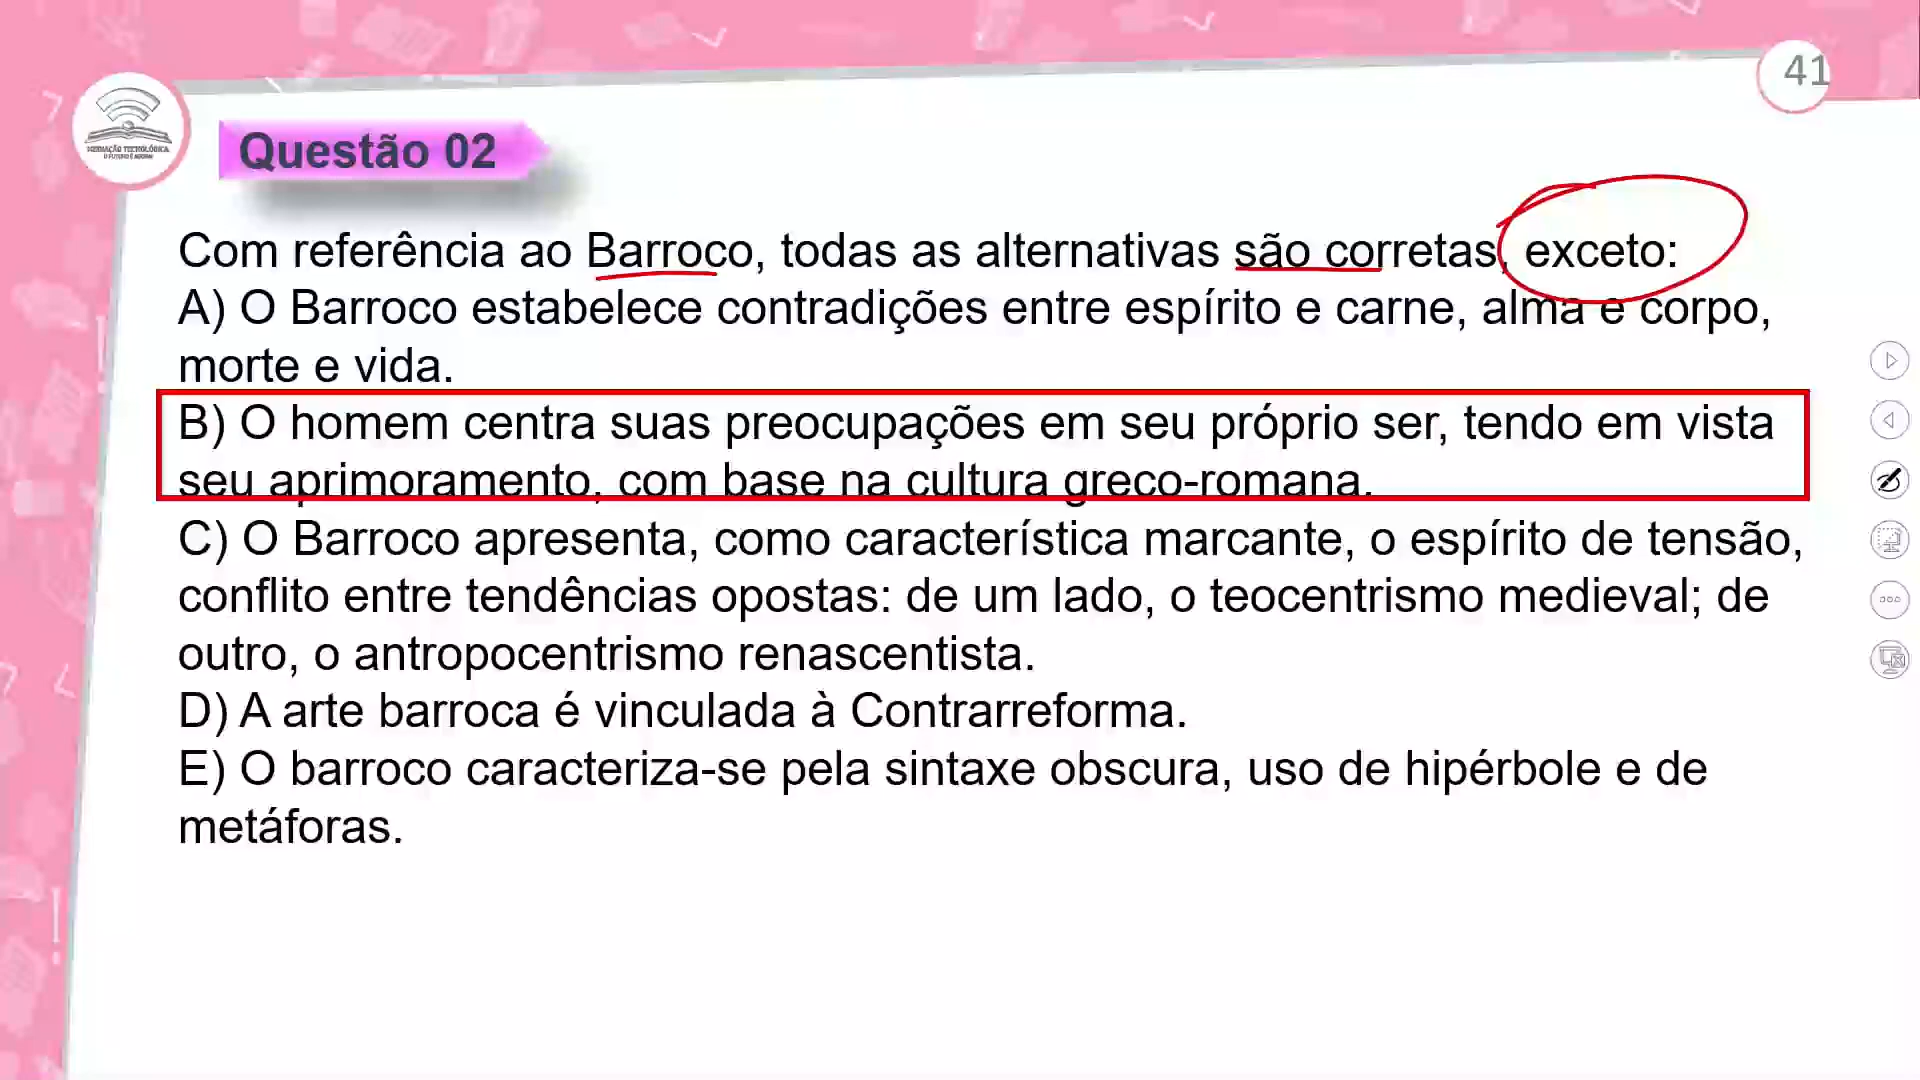 41
MEDIAÇÃO TECNOLÓGICA
O FUTURO É AGORA!
Questão 02
Com referência ao Barroco, todas as alternativas são corretas, exceto:
A) O Barroco estabelece contradições entre espírito e carne, alma e corpo,
morte e vida.
B) O homem centra suas preocupações em seu próprio ser, tendo em vista
seu aprimoramento, com base na cultura greco-romana.
C) O Barroco apresenta, como característica marcante, o espírito de tensão,
conflito entre tendências opostas: de um lado, o teocentrismo medieval; de
outro, o antropocentrismo renascentista.
D) A arte barroca é vinculada à Contrarreforma.
E) O barroco caracteriza-se pela sintaxe obscura, uso de hipérbole e de
metáforas.